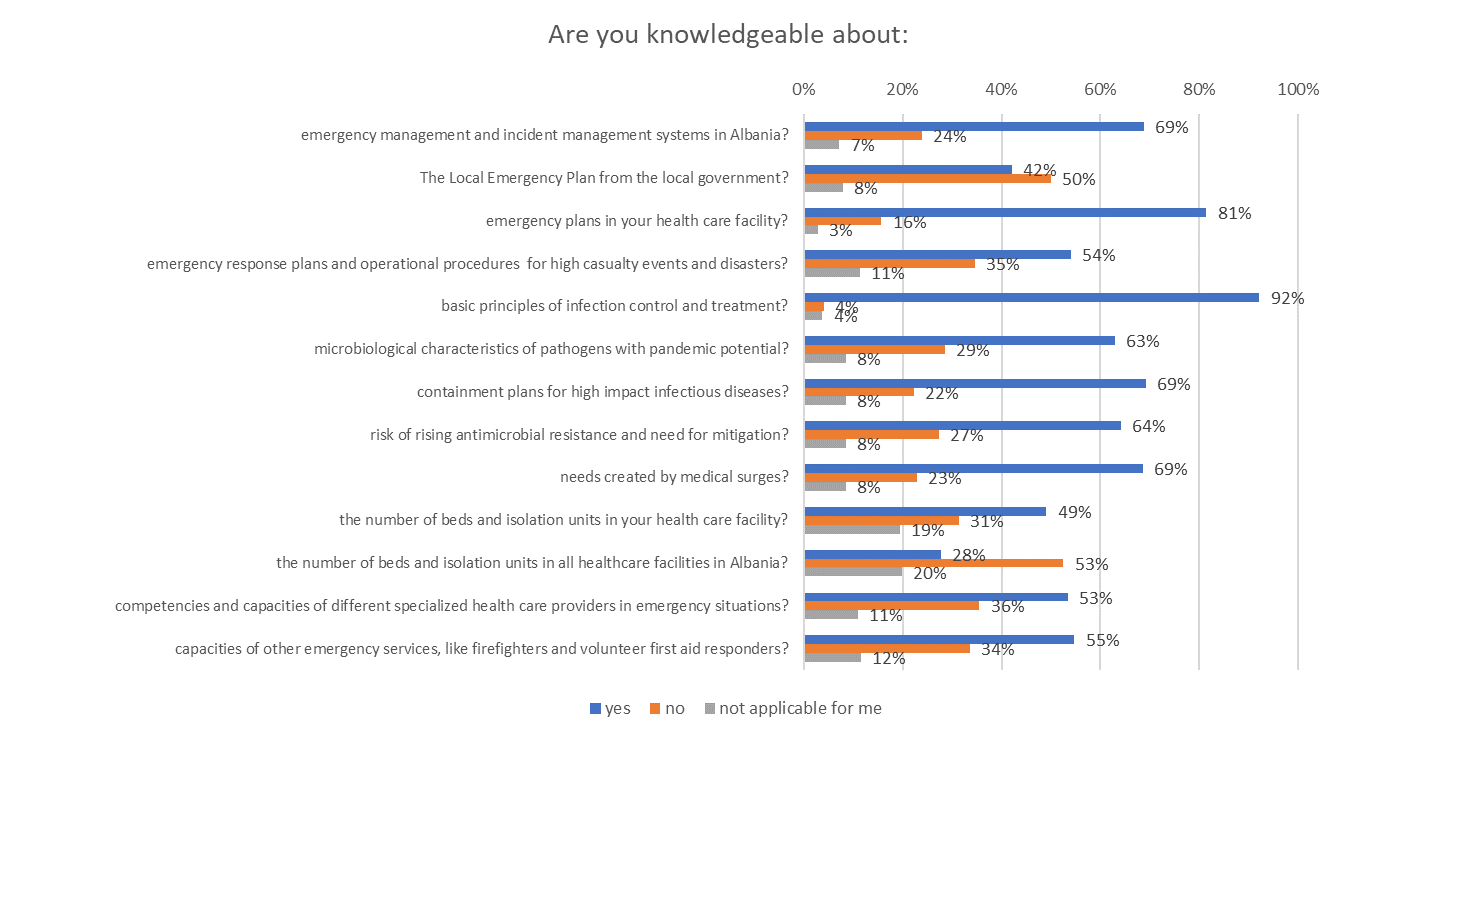 Are you knowledgeable about:
0% 20% 40% 60% 80% 100%
emergency management and incident management systems in Albania? 69%
24%
7%
The Local Emergency Plan from the local government? 42%
50%
8%
emergency plans in your health care facility? 81%
16%
3%
emergency response plans and operational procedures  for high casualty events and disasters? 54%
35%
11%
basic principles of infection control and treatment? 92%
4%
4%
microbiological characteristics of pathogens with pandemic potential? 63%
29%
8%
containment plans for high impact infectious diseases? 69%
22%
8%
risk of rising antimicrobial resistance and need for mitigation? 64%
27%
8%
needs created by medical surges? 69%
23%
8%
the number of beds and isolation units in your health care facility? 49%
31%
19%
the number of beds and isolation units in all healthcare facilities in Albania? 28%
53%
20%
competencies and capacities of different specialized health care providers in emergency situations? 53%
36%
11%
capacities of other emergency services, like firefighters and volunteer first aid responders? 55%
34%
12%
yes no not applicable for me